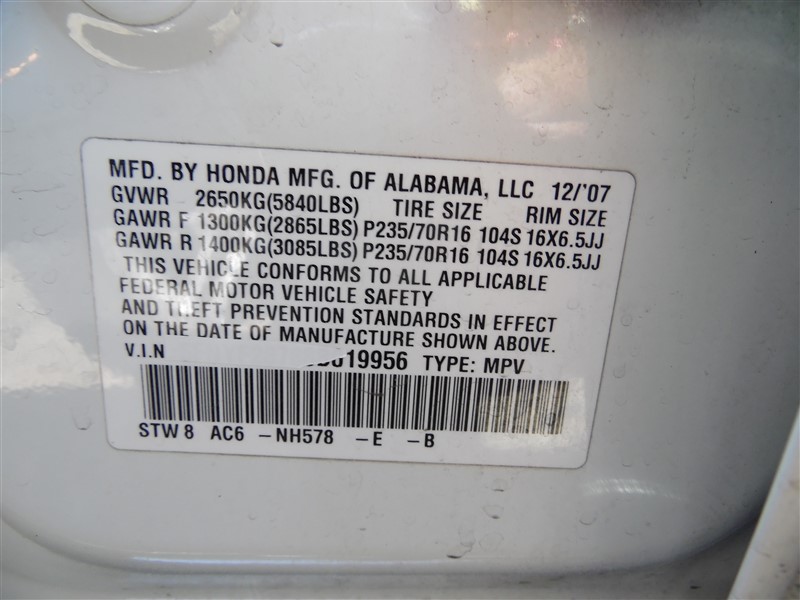 MFD. BY HONDA MFG. OF ALABAMA, LLC 12/'07
GVWR 2650KG(5840LBS) TIRE SIZE RIM SIZE
GAWR F 1300KG(2865LBS) P235/70R16 104S 16X6.5JJ
GAWR R 1400KG(3085LBS) P235/70R16 104S 16X6.5JJ
THIS VEHICLE CONFORMS TO ALL APPLICABLE
FEDERAL MOTOR VEHICLE SAFETY
AND THEFT PREVENTION STANDARDS IN EFFECT
ON THE DATE OF MANUFACTURE SHOWN ABOVE.
V.I.N 19956 TYPE: MPV
STW8 AC6 -NH578 -E -B